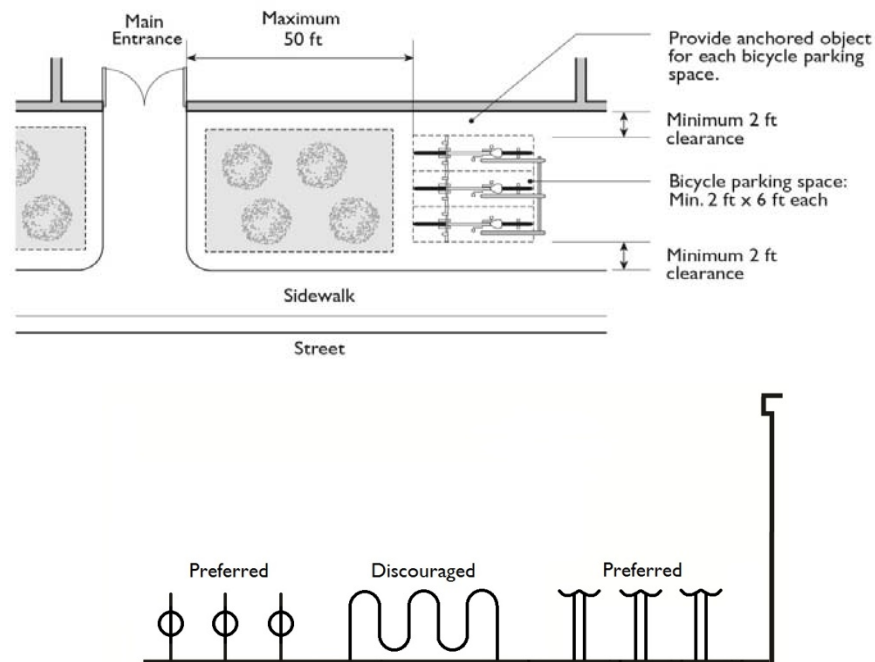 Main
Entrance
Maximum
50 ft
Provide anchored object
for each bicycle parking
space.
Minimum 2 ft
clearance
Bicycle parking space:
Min. 2 ft x 6 ft each
Minimum 2 ft
clearance
Sidewalk
Street
Preferred
Discouraged
Preferred